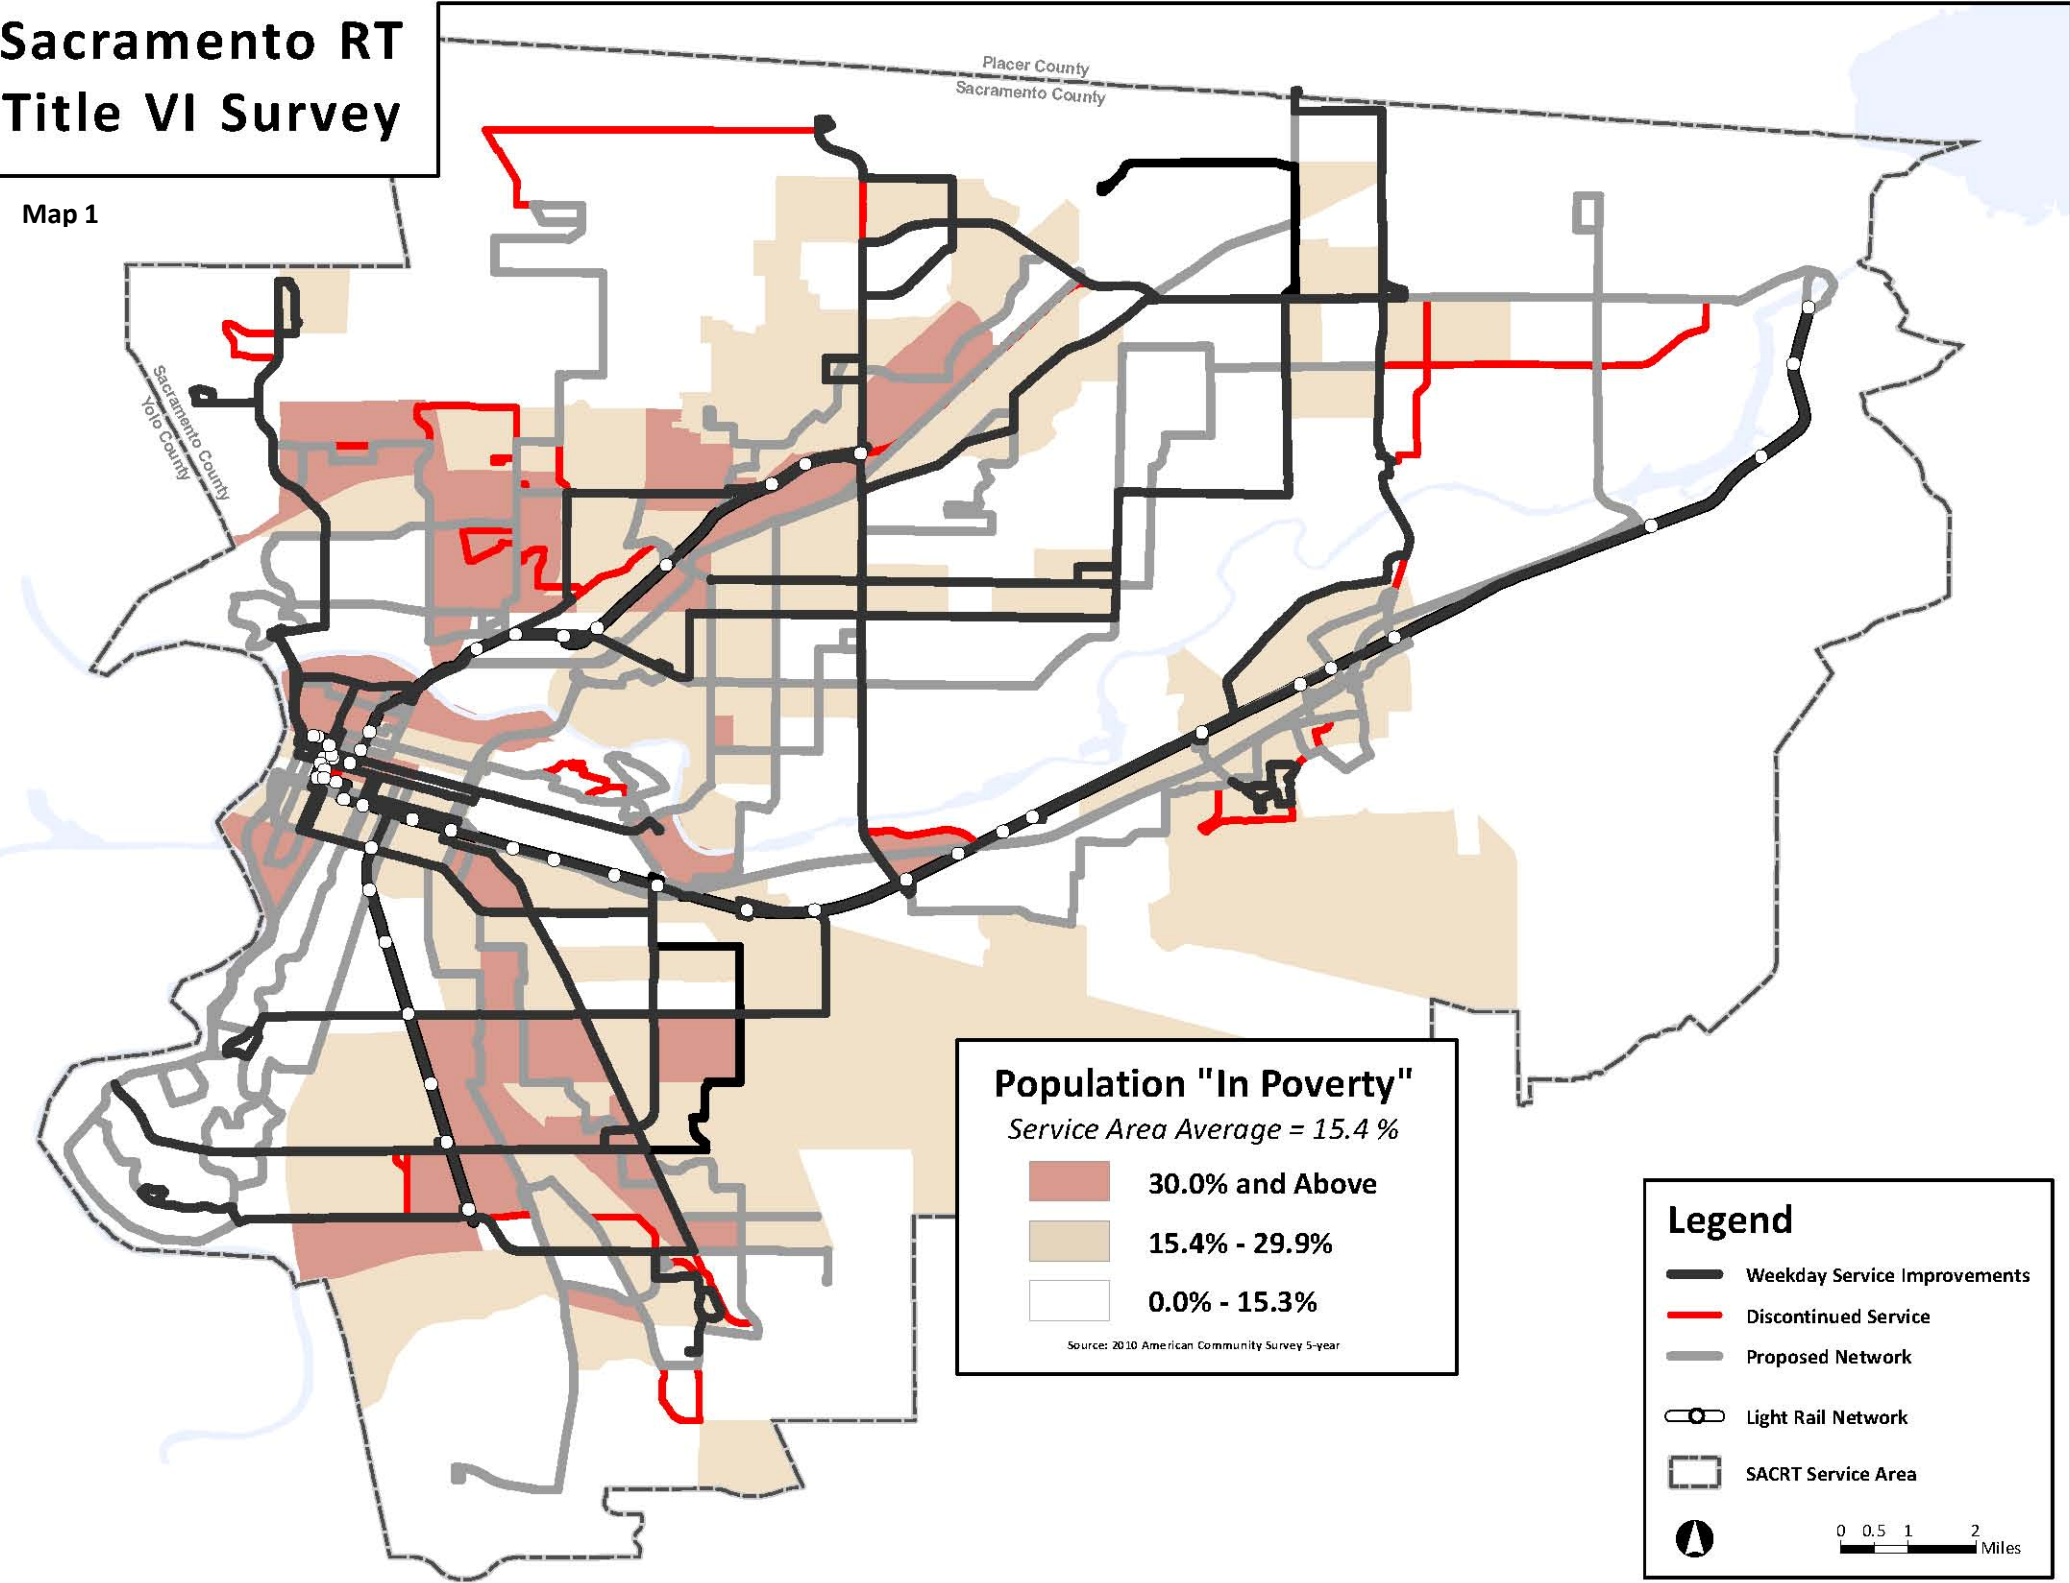 Sacramento RT
Title VI Survey
Map 1
Placer County
Sacramento County
Sacramento County
Yolo County
Population "In Poverty"
Service Area Average = 15.4 %
30.0% and Above
15.4% - 29.9%
0.0% - 15.3%
Source: 2010 American Community Survey 5-year
Legend
Weekday Service Improvements
Discontinued Service
Proposed Network
Light Rail Network
SACRT Service Area
0 0.5 1 2
Miles